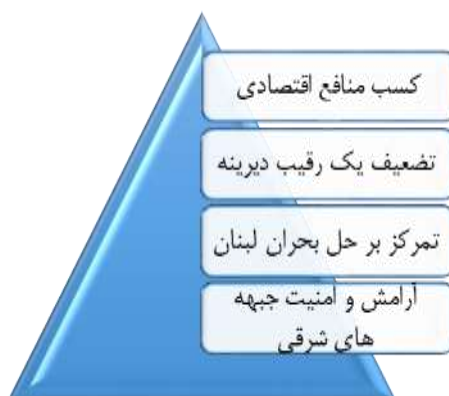 کسب منافع اقتصادی
تضعیف یک رقیب دیرینه
تمرکز بر حل بحران لبنان
آرامش و امنیت جبهه
های شرقی